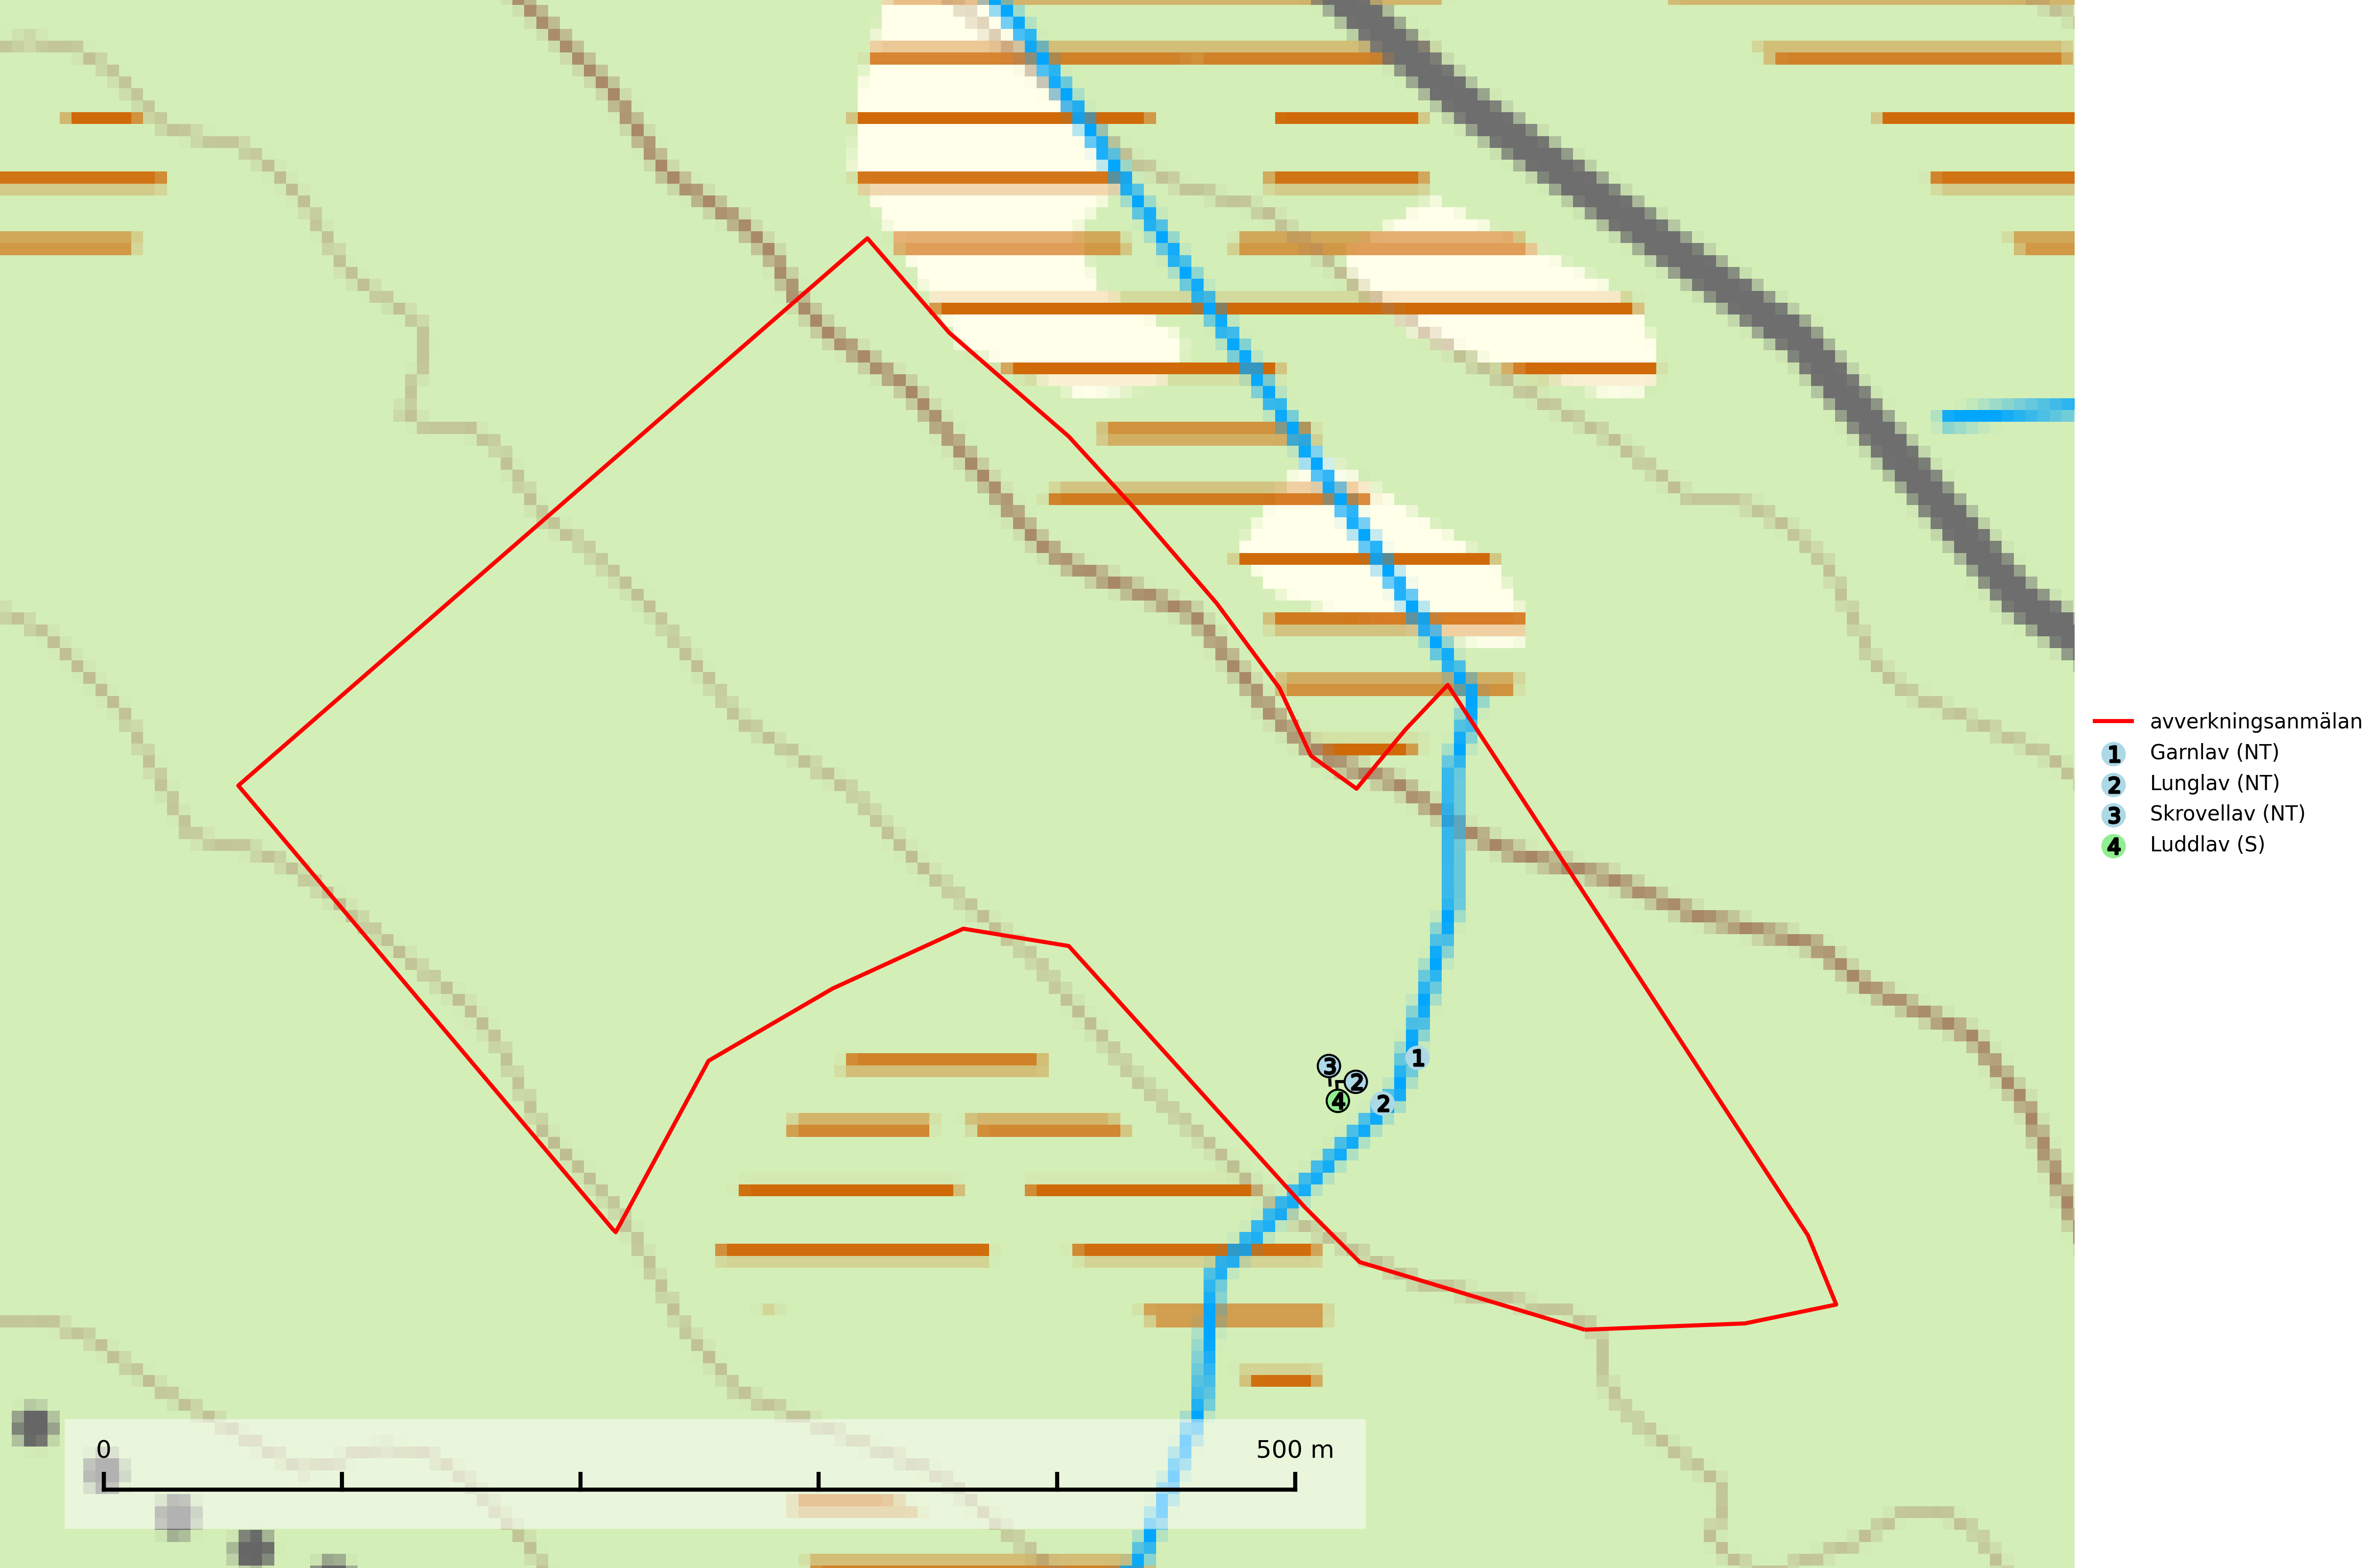 avverkningsanmälan
1 Garnlav (NT)
2 Lunglav (NT)
3 Skrovellav (NT)
4 Luddlav (S)
1
3
2
4
2
0
500 m